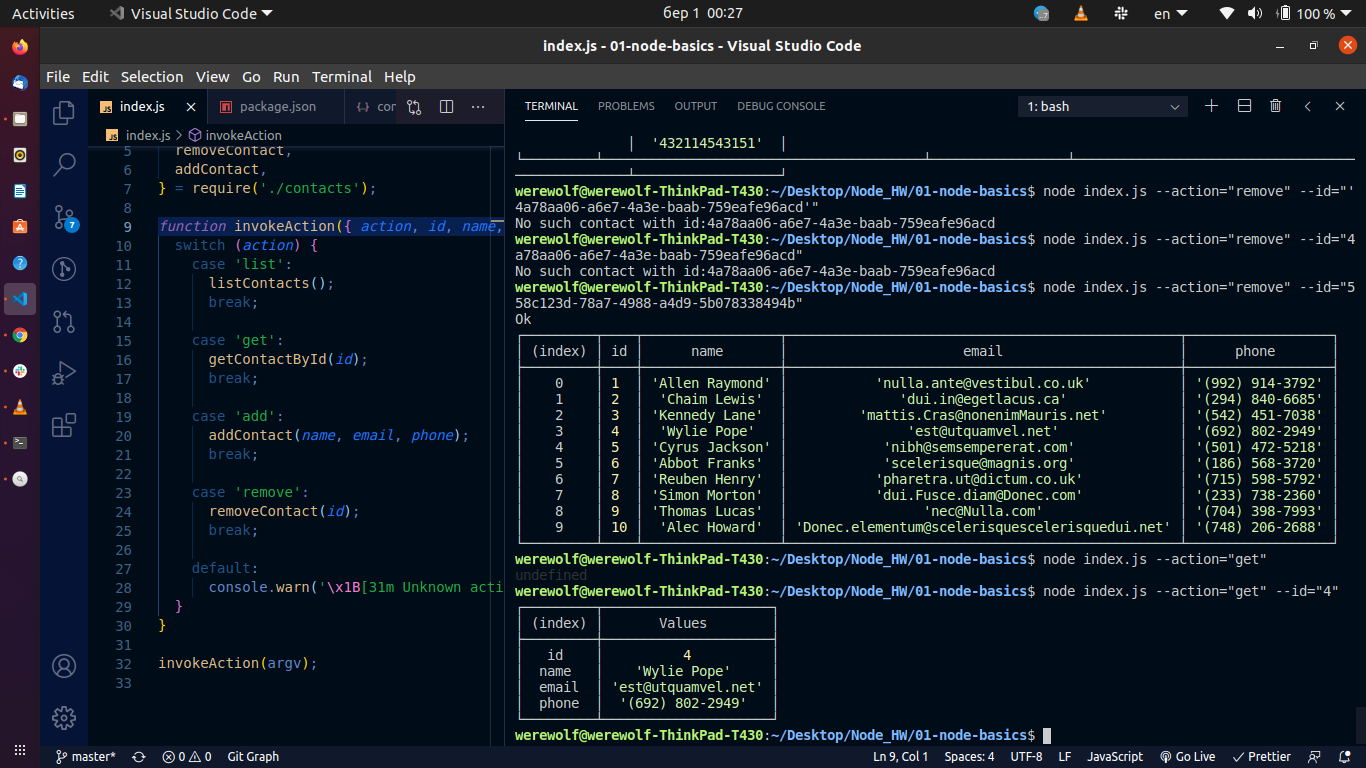 Activities Visual Studio Code бер 1 00:27 en 100 %
index.js - 01-node-basics - Visual Studio Code
File Edit Selection View Go Run Terminal Help
index.js package.json con
index.js > invokeAction
5 removeContact,
6 addContact,
7 } = require('./contacts');
8
9 function invokeAction({ action, id, name,
10 switch (action) {
11 case 'list':
12 listContacts();
13 break;
14
15 case 'get':
16 getContactById(id);
17 break;
18
19 case 'add':
20 addContact(name, email, phone);
21 break;
22
23 case 'remove':
24 removeContact(id);
25 break;
26
27 default:
28 console.warn('\x1B[31m Unknown acti
29 }
30 }
31
32 invokeAction(argv);
33
7
TERMINAL PROBLEMS OUTPUT DEBUG CONSOLE 1: bash
│ '432114543151' │
werewolf@werewolf-ThinkPad-T430:~/Desktop/Node_HW/01-node-basics$ node index.js --action="remove" --id="'
4a78aa06-a6e7-4a3e-baab-759eafe96acd'"
No such contact with id:4a78aa06-a6e7-4a3e-baab-759eafe96acd
werewolf@werewolf-ThinkPad-T430:~/Desktop/Node_HW/01-node-basics$ node index.js --action="remove" --id="4
a78aa06-a6e7-4a3e-baab-759eafe96acd"
No such contact with id:4a78aa06-a6e7-4a3e-baab-759eafe96acd
werewolf@werewolf-ThinkPad-T430:~/Desktop/Node_HW/01-node-basics$ node index.js --action="remove" --id="5
58c123d-78a7-4988-a4d9-5b078338494b"
Ok
(index) id name email phone
0 1 'Allen Raymond' 'nulla.ante@vestibul.co.uk' '(992) 914-3792'
1 2 'Chaim Lewis' 'dui.in@egetlacus.ca' '(294) 840-6685'
2 3 'Kennedy Lane' 'mattis.Cras@nonenimMauris.net' '(542) 451-7038'
3 4 'Wylie Pope' 'est@utquamvel.net' '(692) 802-2949'
4 5 'Cyrus Jackson' 'nibh@semsempererat.com' '(501) 472-5218'
5 6 'Abbot Franks' 'scelerisque@magnis.org' '(186) 568-3720'
6 7 'Reuben Henry' 'pharetra.ut@dictum.co.uk' '(715) 598-5792'
7 8 'Simon Morton' 'dui.Fusce.diam@Donec.com' '(233) 738-2360'
8 9 'Thomas Lucas' 'nec@Nulla.com' '(704) 398-7993'
9 10 'Alec Howard' 'Donec.elementum@scelerisquescelerisquedui.net' '(748) 206-2688'
werewolf@werewolf-ThinkPad-T430:~/Desktop/Node_HW/01-node-basics$ node index.js --action="get"
undefined
werewolf@werewolf-ThinkPad-T430:~/Desktop/Node_HW/01-node-basics$ node index.js --action="get" --id="4"
(index) Values
id 4
name 'Wylie Pope'
email 'est@utquamvel.net'
phone '(692) 802-2949'
werewolf@werewolf-ThinkPad-T430:~/Desktop/Node_HW/01-node-basics$
master* 0 0 Git Graph Ln 9, Col 1 Spaces: 4 UTF-8 LF JavaScript Go Live Prettier